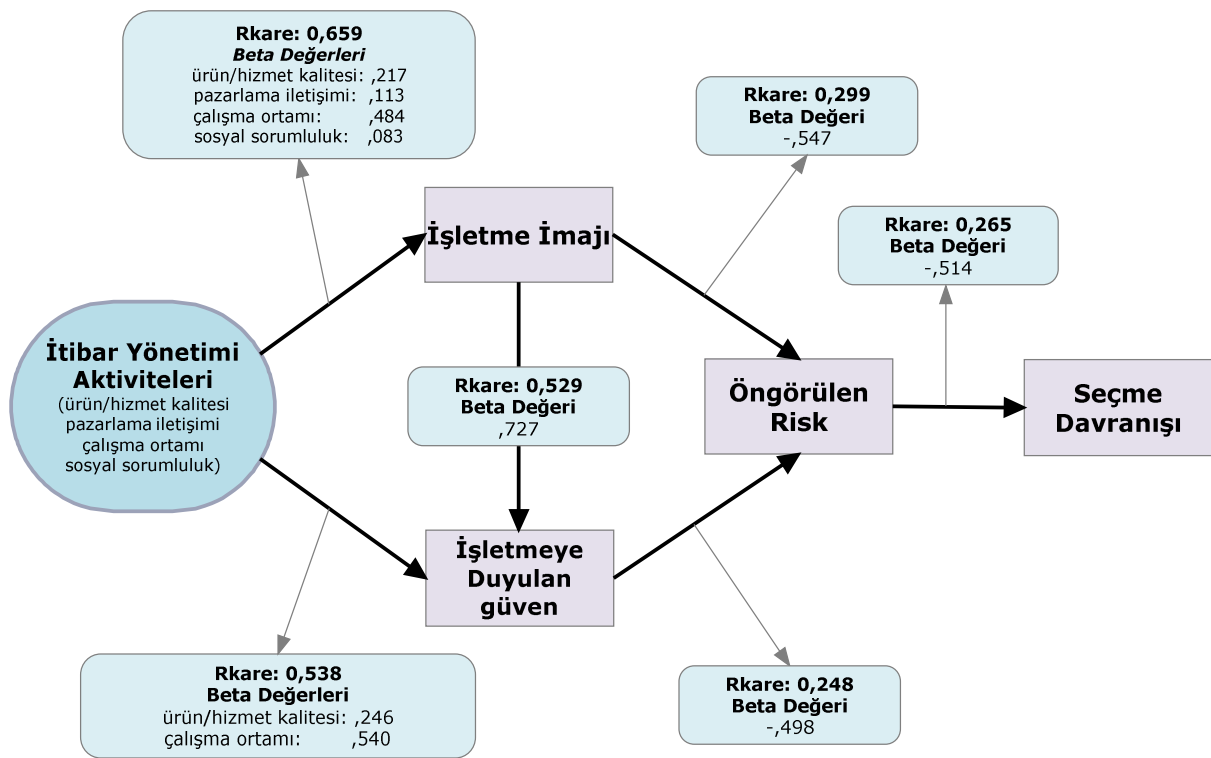 Rkare: 0,659
Beta Değerleri
ürün/hizmet kalitesi: ,217
pazarlama iletişimi: ,113
çalışma ortamı: ,484
sosyal sorumluluk: ,083
Rkare: 0,299
Beta Değeri
-,547
İşletme İmajı
Rkare: 0,265
Beta Değeri
-,514
İtibar Yönetimi
Aktiviteleri
(ürün/hizmet kalitesi
pazarlama iletişimi
çalışma ortamı
sosyal sorumluluk)
Rkare: 0,529
Beta Değeri
,727
Öngörülen
Risk
Seçme
Davranışı
İşletmeye
Duyulan
güven
Rkare: 0,538
Beta Değerleri
ürün/hizmet kalitesi: ,246
çalışma ortamı: ,540
Rkare: 0,248
Beta Değeri
-,498